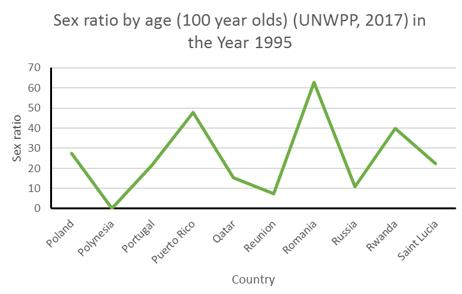 Sex ratio by age (100 year olds) (UNWPP, 2017) in
the Year 1995
70
60
50
40
30
20
10
0
Sex ratio
Poland
Polynesia
Portugal
Puerto Rico
Qatar
Reunion
Romania
Russia
Rwanda
Saint Lucia
Country